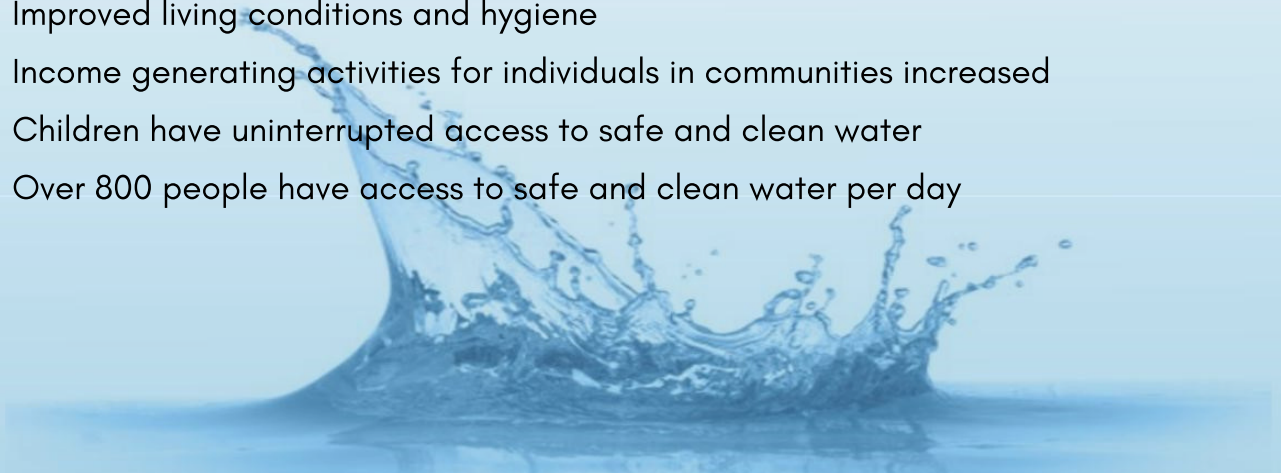 Improved living conditions and hygiene
Income generating activities for individuals in communities increased
Children have uninterrupted access to safe and clean water
Over 800 people have access to safe and clean water per day